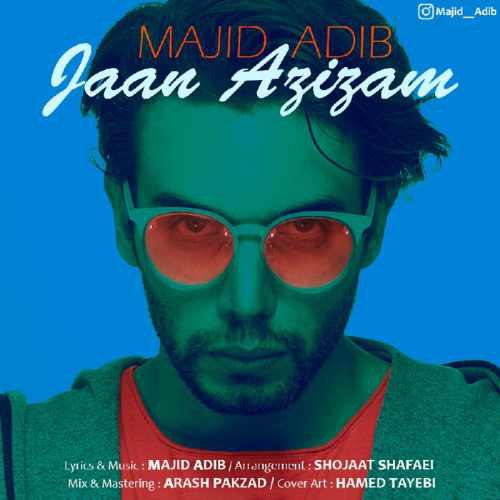 Majid__Adib
MAJID ADIB
Jaan Azizam
Lyrics & Music : MAJID ADIB / Arrangement : SHOJAAT SHAFAEI
Mix & Mastering : ARASH PAKZAD / Cover Art : HAMED TAYEBI